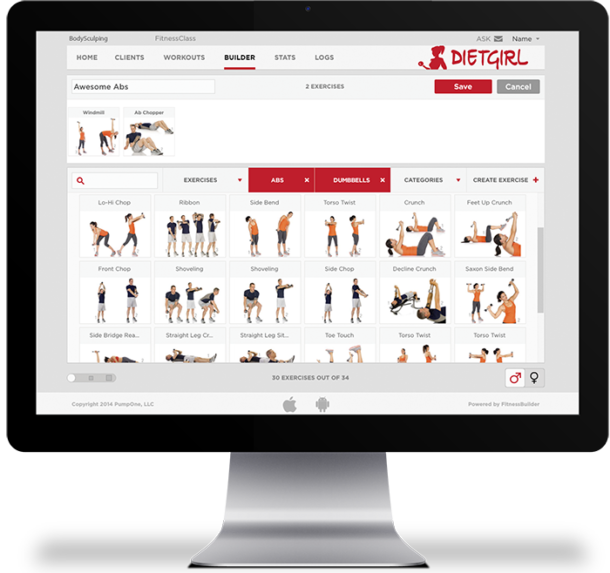 BodySculping FitnessClass ASK Name
HOME CLIENTS WORKOUTS BUILDER STATS LOGS DIETGIRL
Awesome Abs 2 EXERCISES Save Cancel
Windmill Ab Chopper
EXERCISES ABS × DUMBBELLS × CATEGORIES CREATE EXERCISE +
Lo-Hi Chop Ribbon Side Bend Torso Twist Crunch Feet Up Crunch
Front Chop Shoveling Shoveling Side Chop Decline Crunch Saxon Side Bend
Side Bridge Rea... Straight Leg Cr... Straight Leg Sit... Toe Touch Torso Twist Torso Twist
30 EXERCISES OUT OF 34
Copyright 2014 PumpOne, LLC Powered by FitnessBuilder